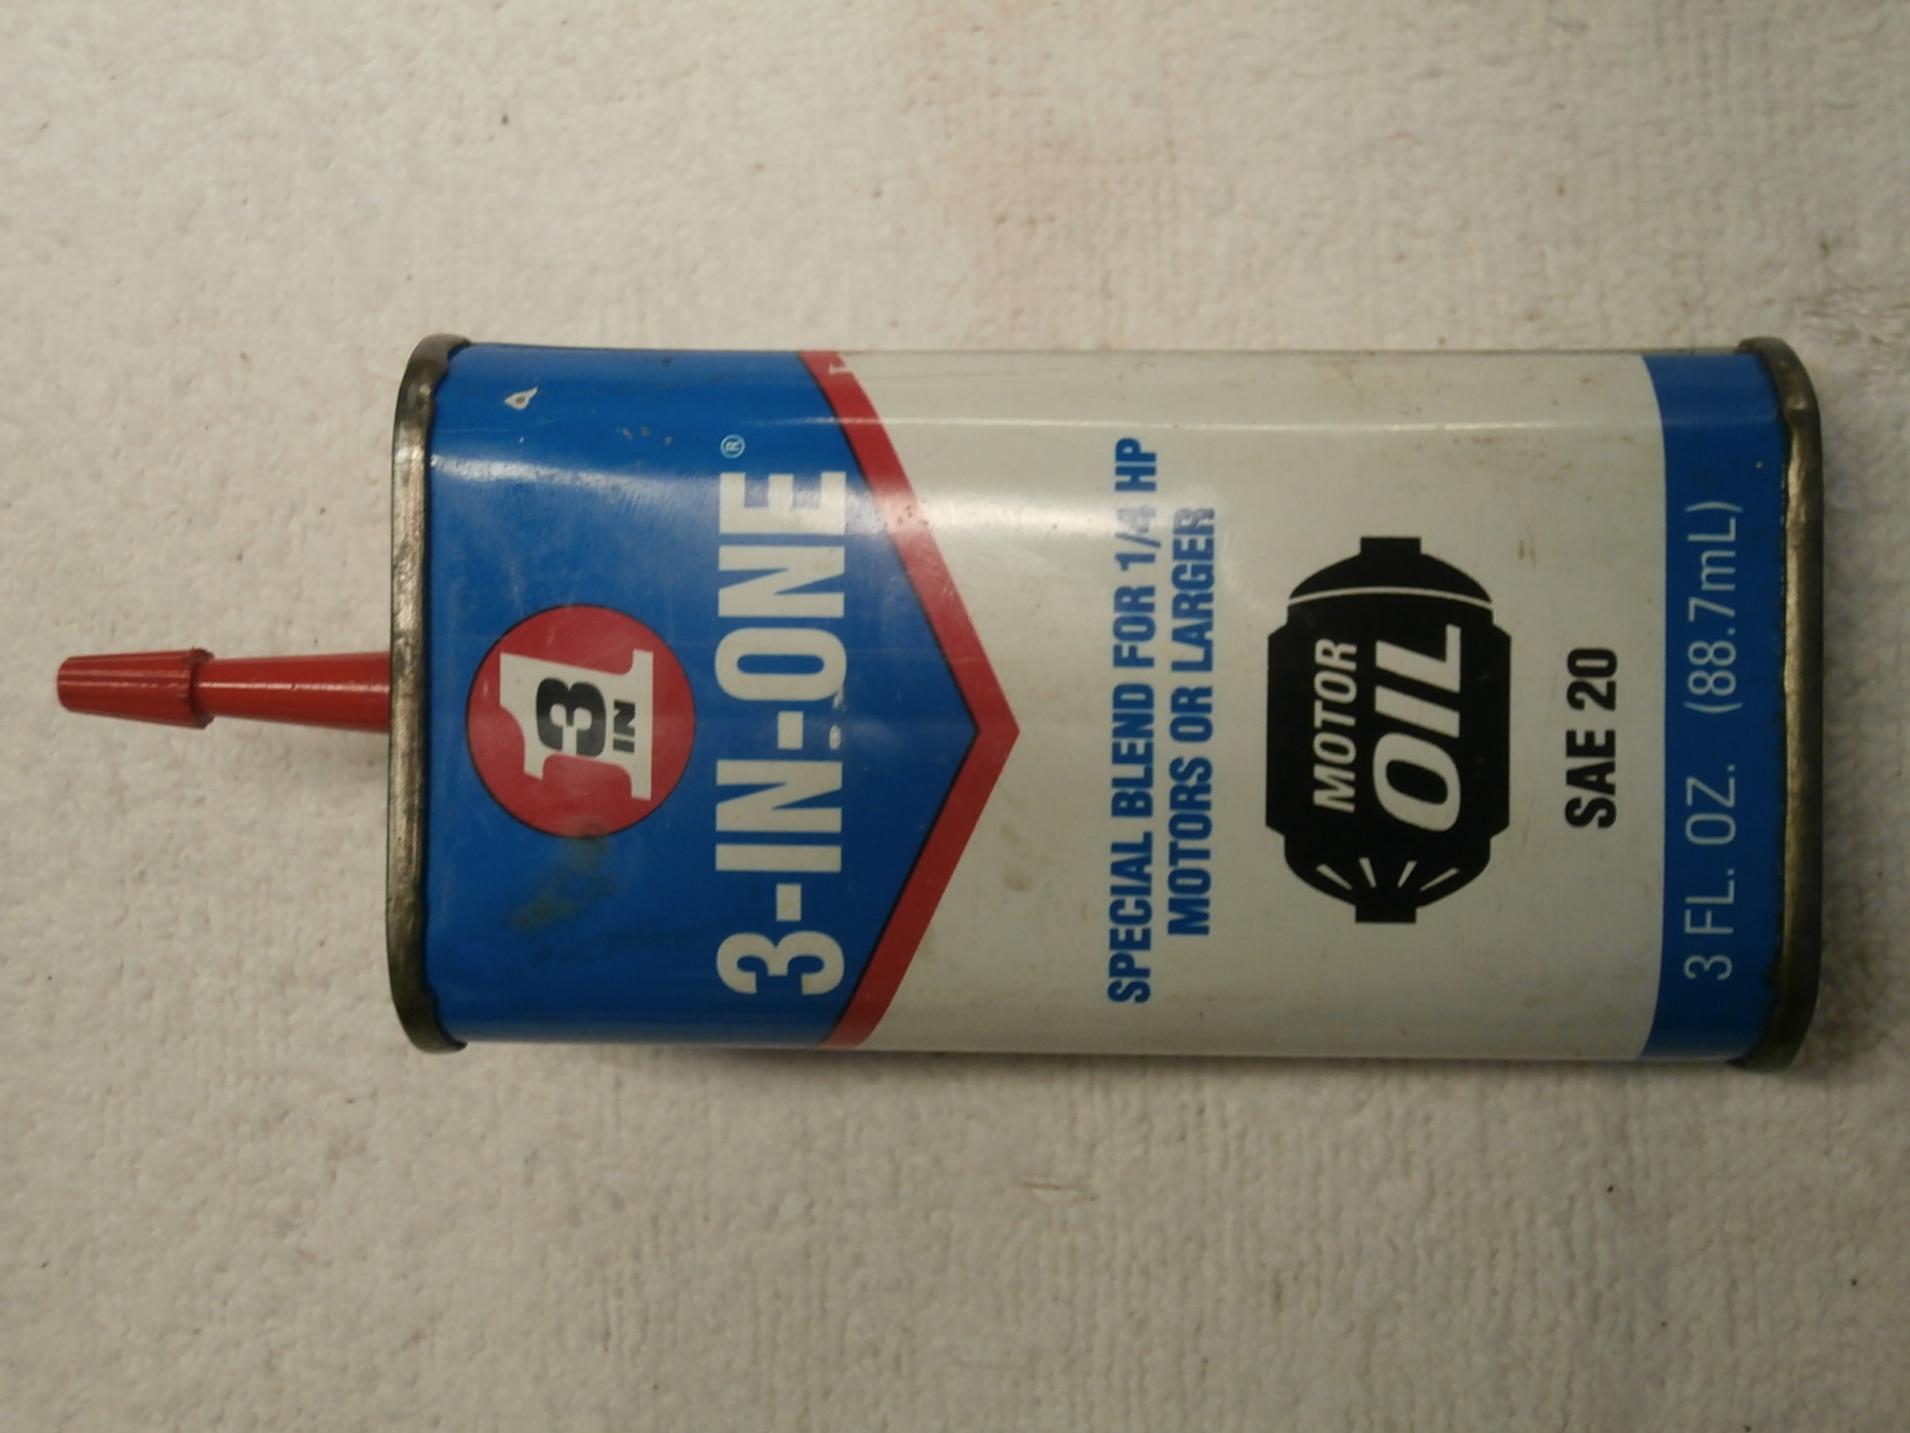 1
3
IN
3-IN-ONE®
SPECIAL BLEND FOR 1/4 HP
MOTORS OR LARGER
MOTOR
OIL
SAE 20
3 FL. OZ. (88.7mL)